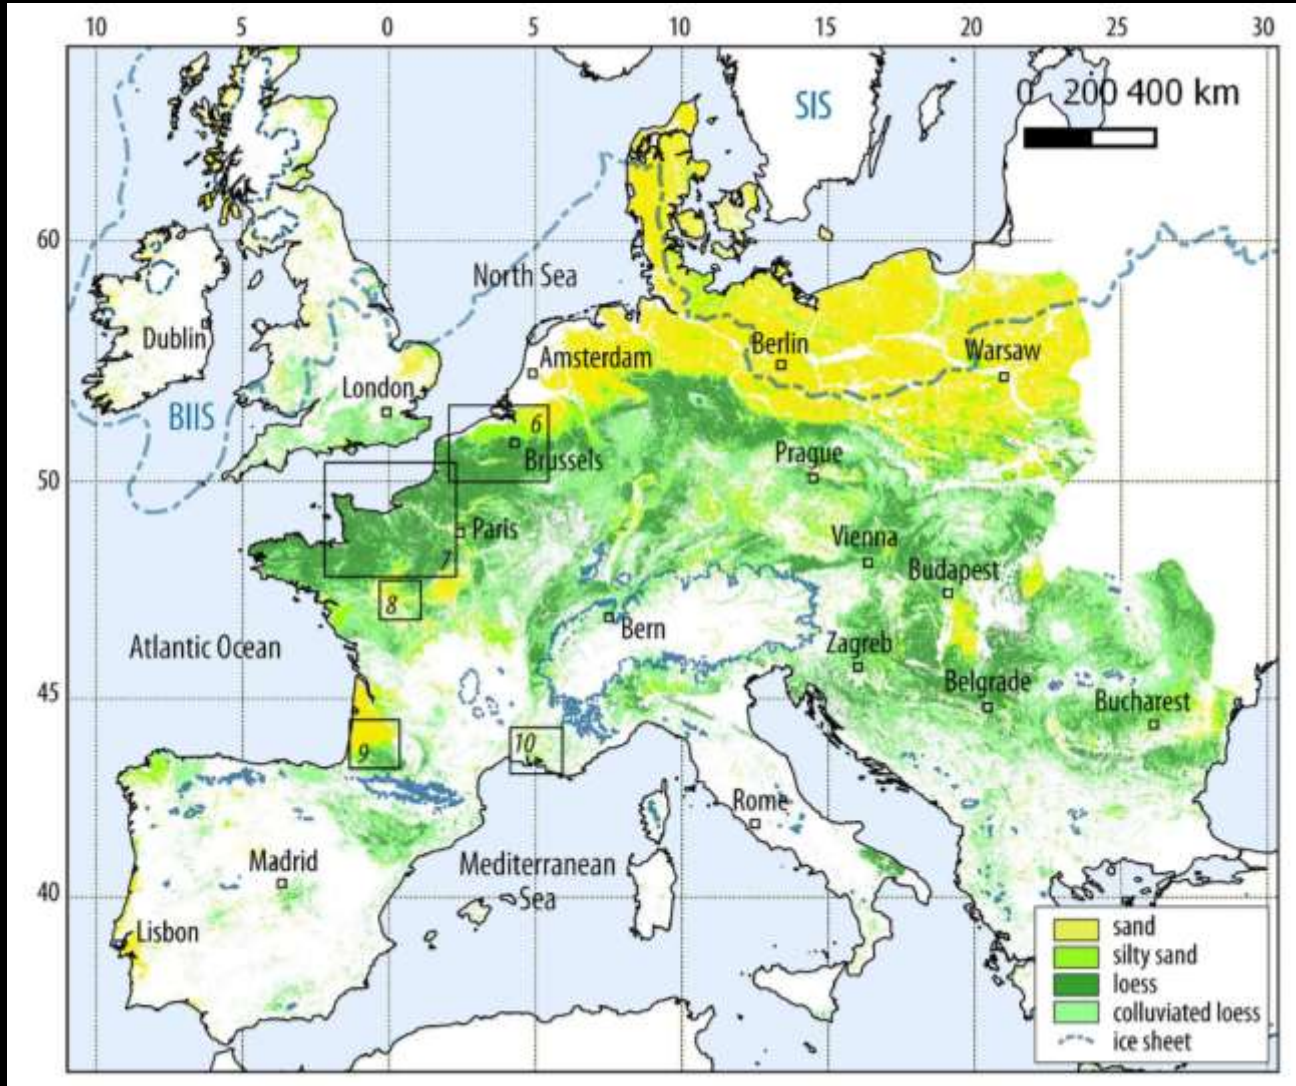 10 5 0 5 10 15 20 25 30
0 200 400 km
SIS
60
North Sea
Dublin
Amsterdam
Berlin
Warsaw
London
BIIS
6
Brussels
Prague
50
Paris
7
Vienna
Budapest
8
Bern
Atlantic Ocean
Zagreb
Belgrade
45
Bucharest
9
10
Rome
Madrid
Mediterranean
Sea
40
Lisbon
sand
silty sand
loess
colluviated loess
ice sheet